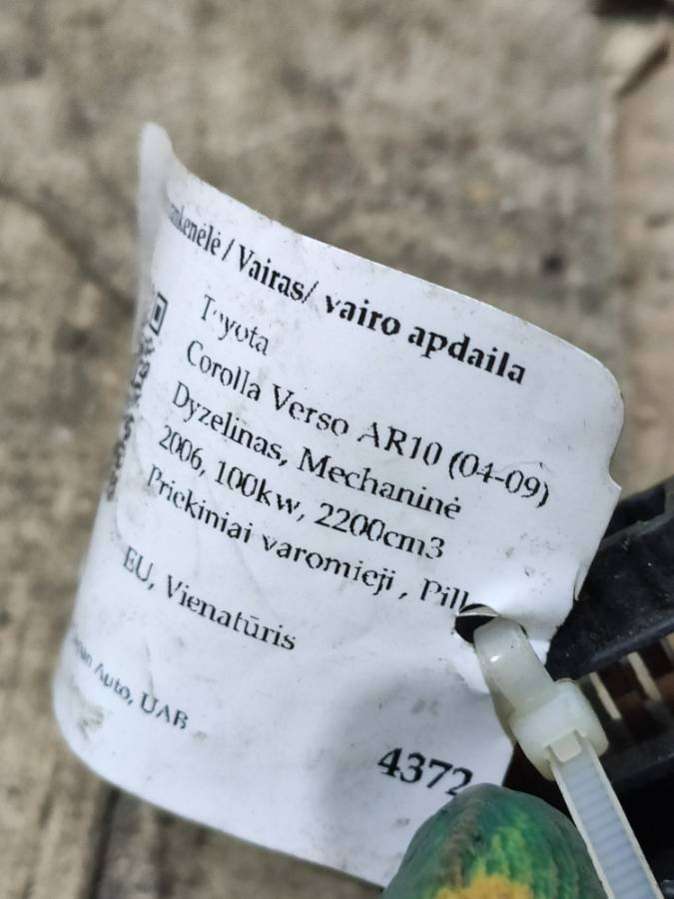 / Vairas/ vairo apdaila
Toyota
Corolla Verso AR10 (04-09)
Dyzelinas, Mechaninė
2006, 100kw, 2200cm3
Priekiniai varomieji ,
EU, Vienatūris
Auto, UAB
4372